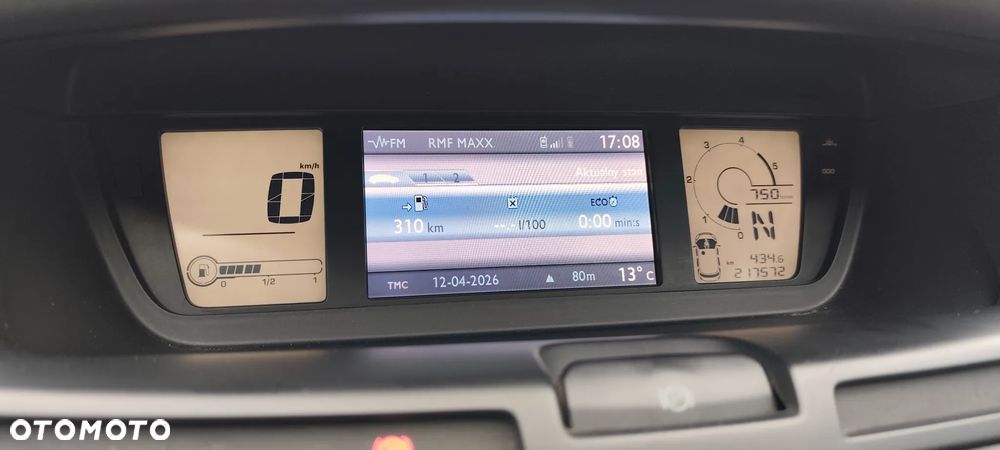 km/h
0
0 1/2 1
FM RMF MAXX 17:08
1 2 Aktualny stan
ECO
310 km --.- l/100 0:00 min:s
TMC 12-04-2026 80m 13°C
4
3 5
2 750
1 N
0
km 434.6
217572
OTOMOTO